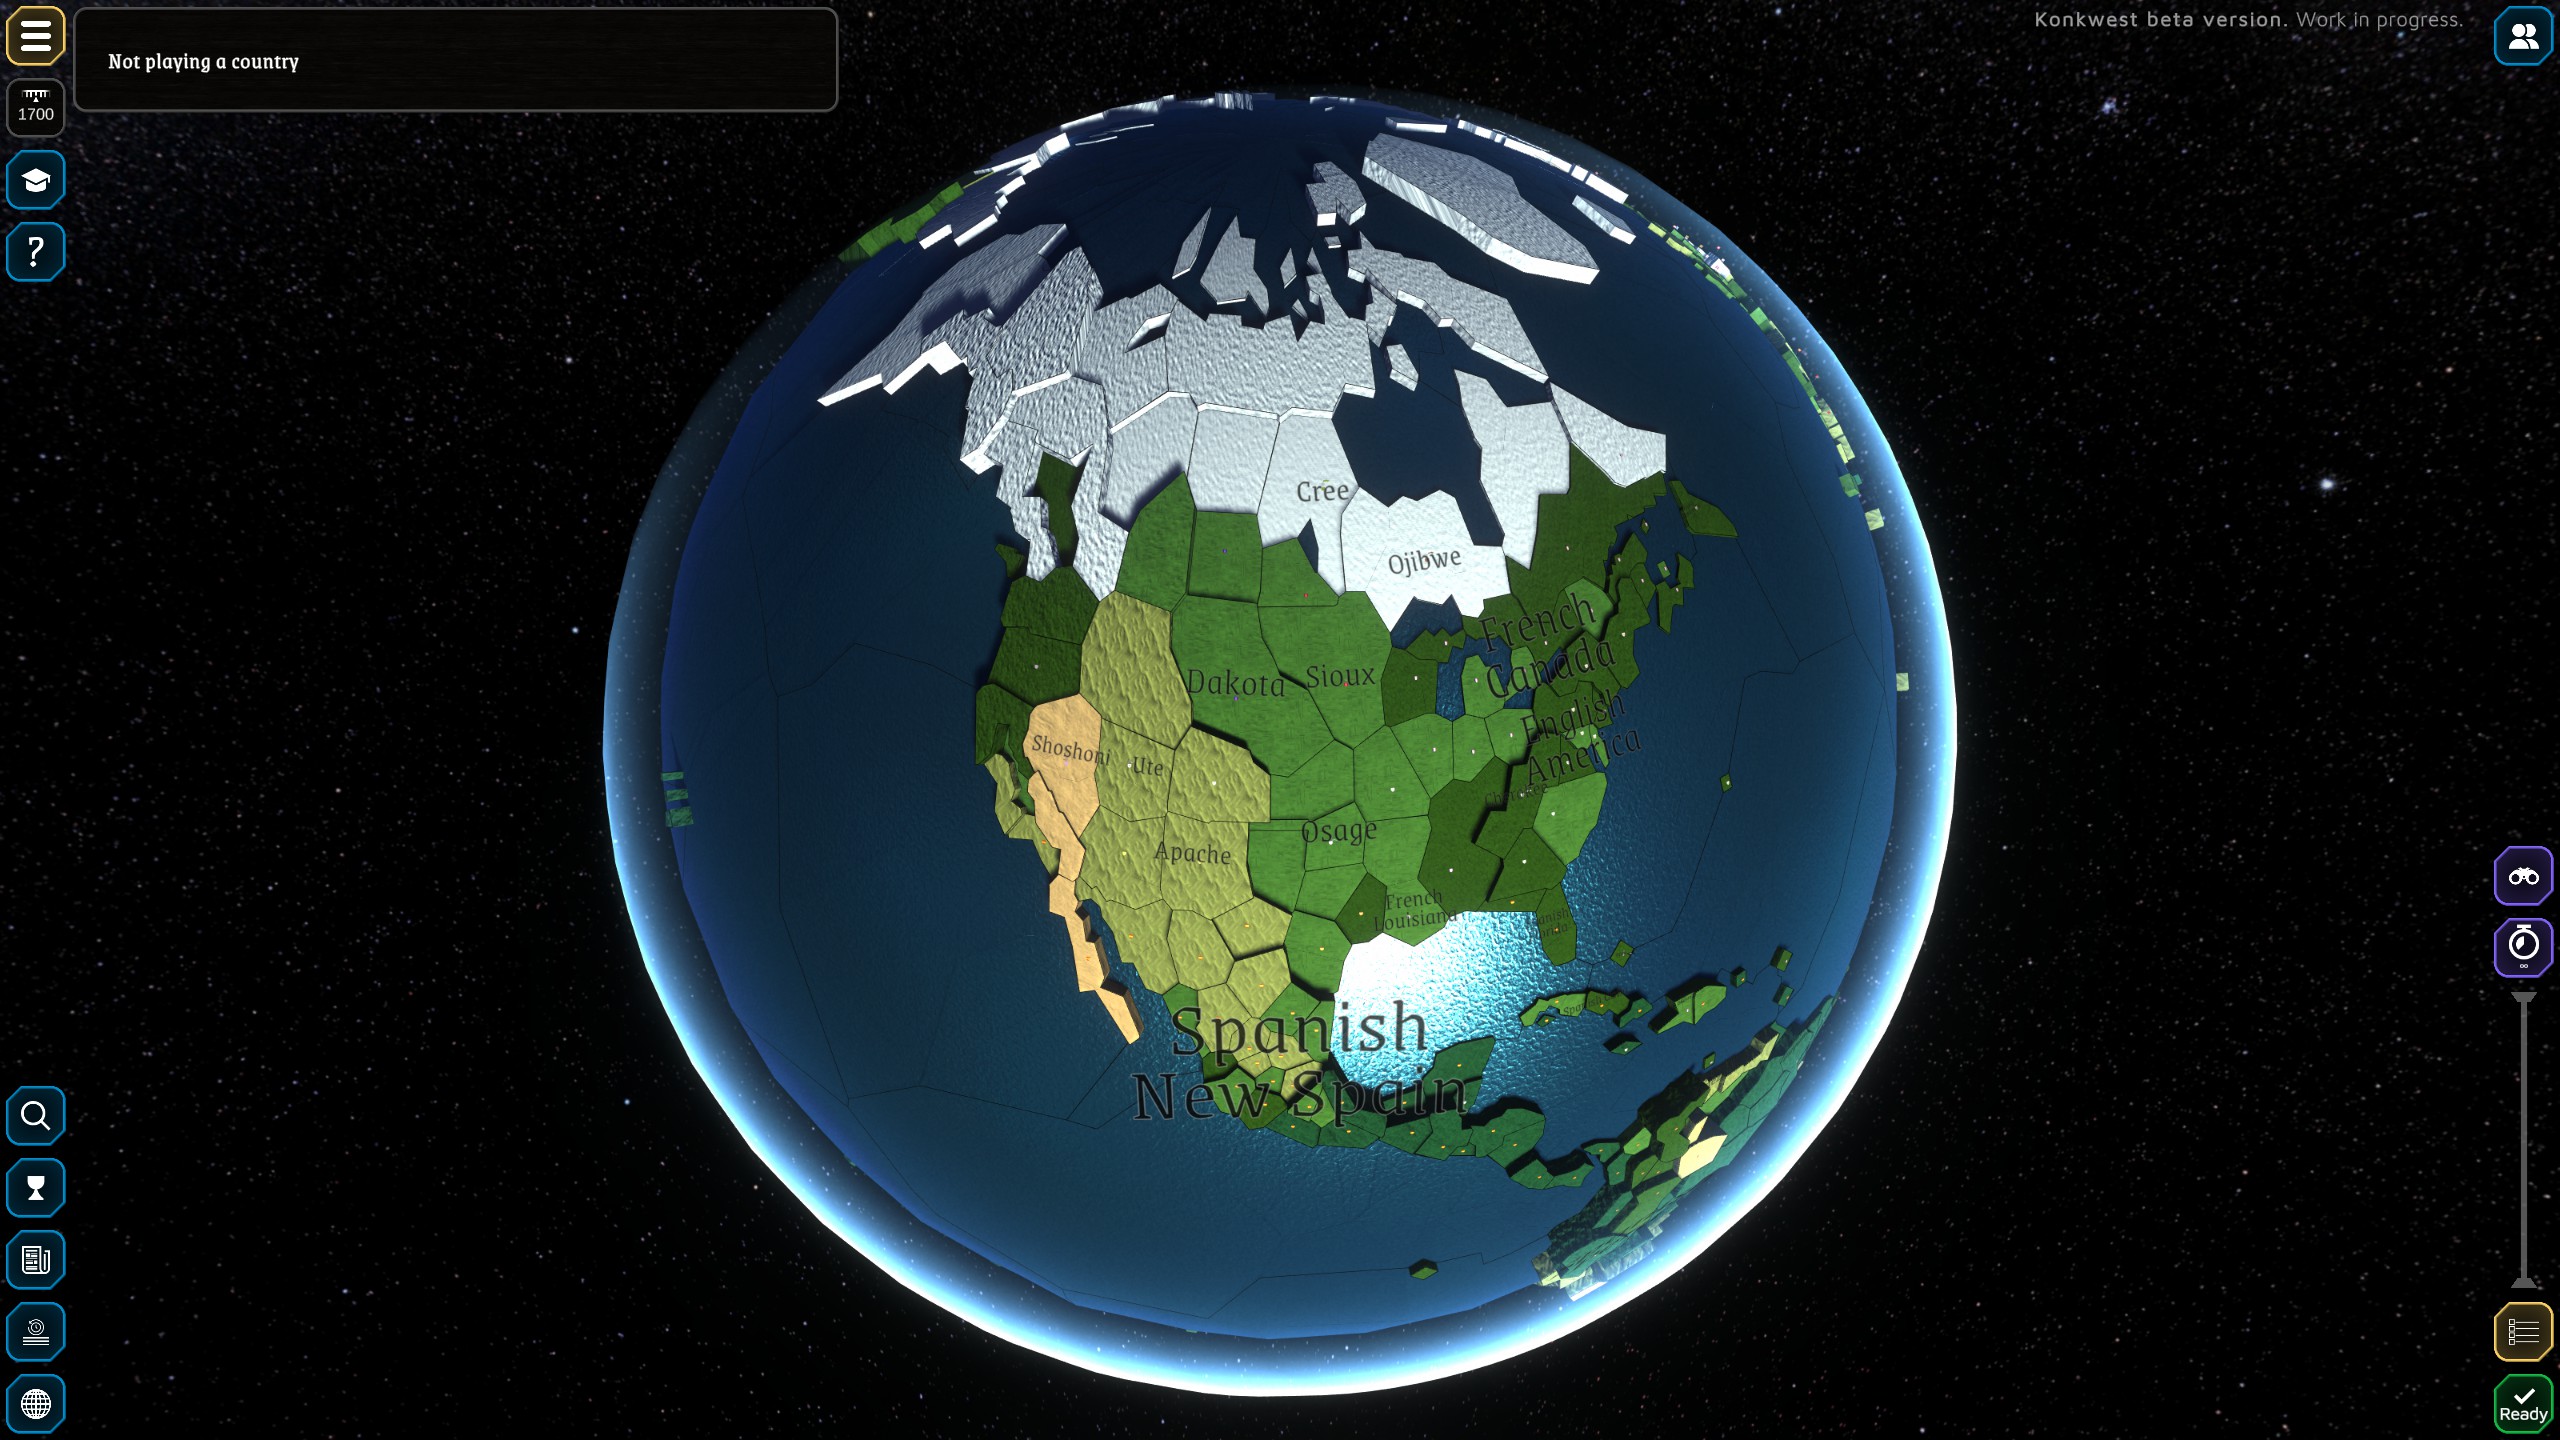 Konkwest beta version. Work in progress.
Not playing a country
1700
?
Cree
Ojibwe
French
Canada
Dakota
Sioux
English
America
Shoshoni
Ute
Cherokee
Osage
Apache
French
Louisiana
Spanish
New Spain
∞
Ready